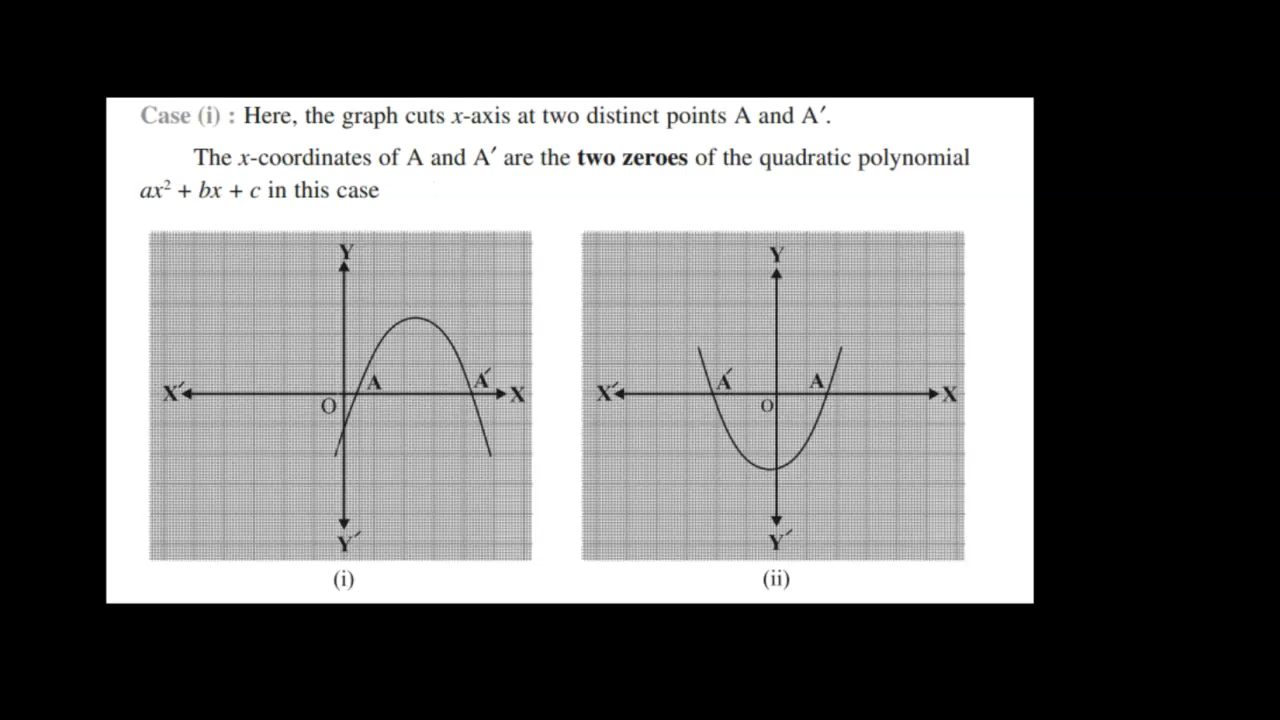 Case (i) : Here, the graph cuts x-axis at two distinct points A and A′.
The x-coordinates of A and A′ are the two zeroes of the quadratic polynomial
ax² + bx + c in this case
Y
A
A′
X′
X
O
Y′
(i)
Y
A′
A
X′
X
O
Y′
(ii)